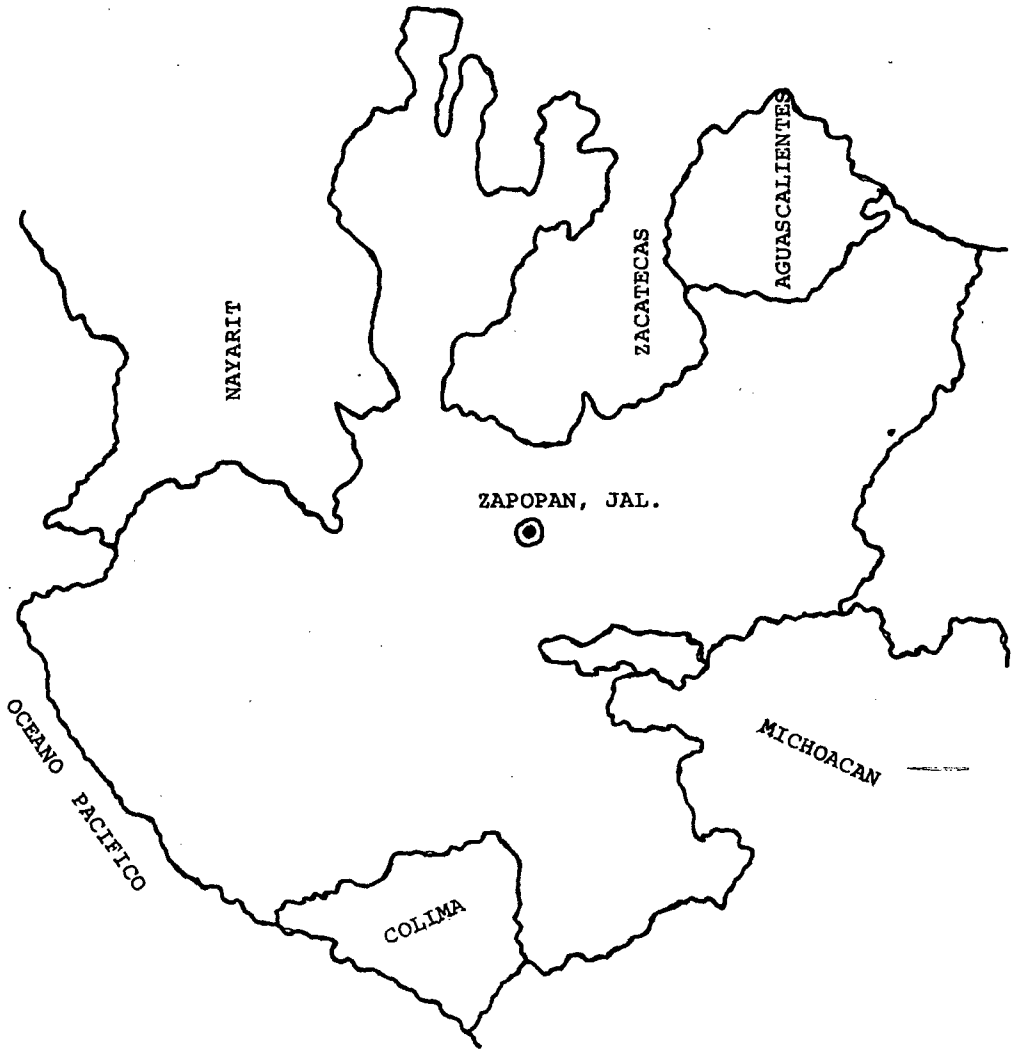 AGUASCALIENTES
ZACATECAS
NAYARIT
ZAPOPAN, JAL.
OCEANO PACIFICO
MICHOACAN
COLIMA